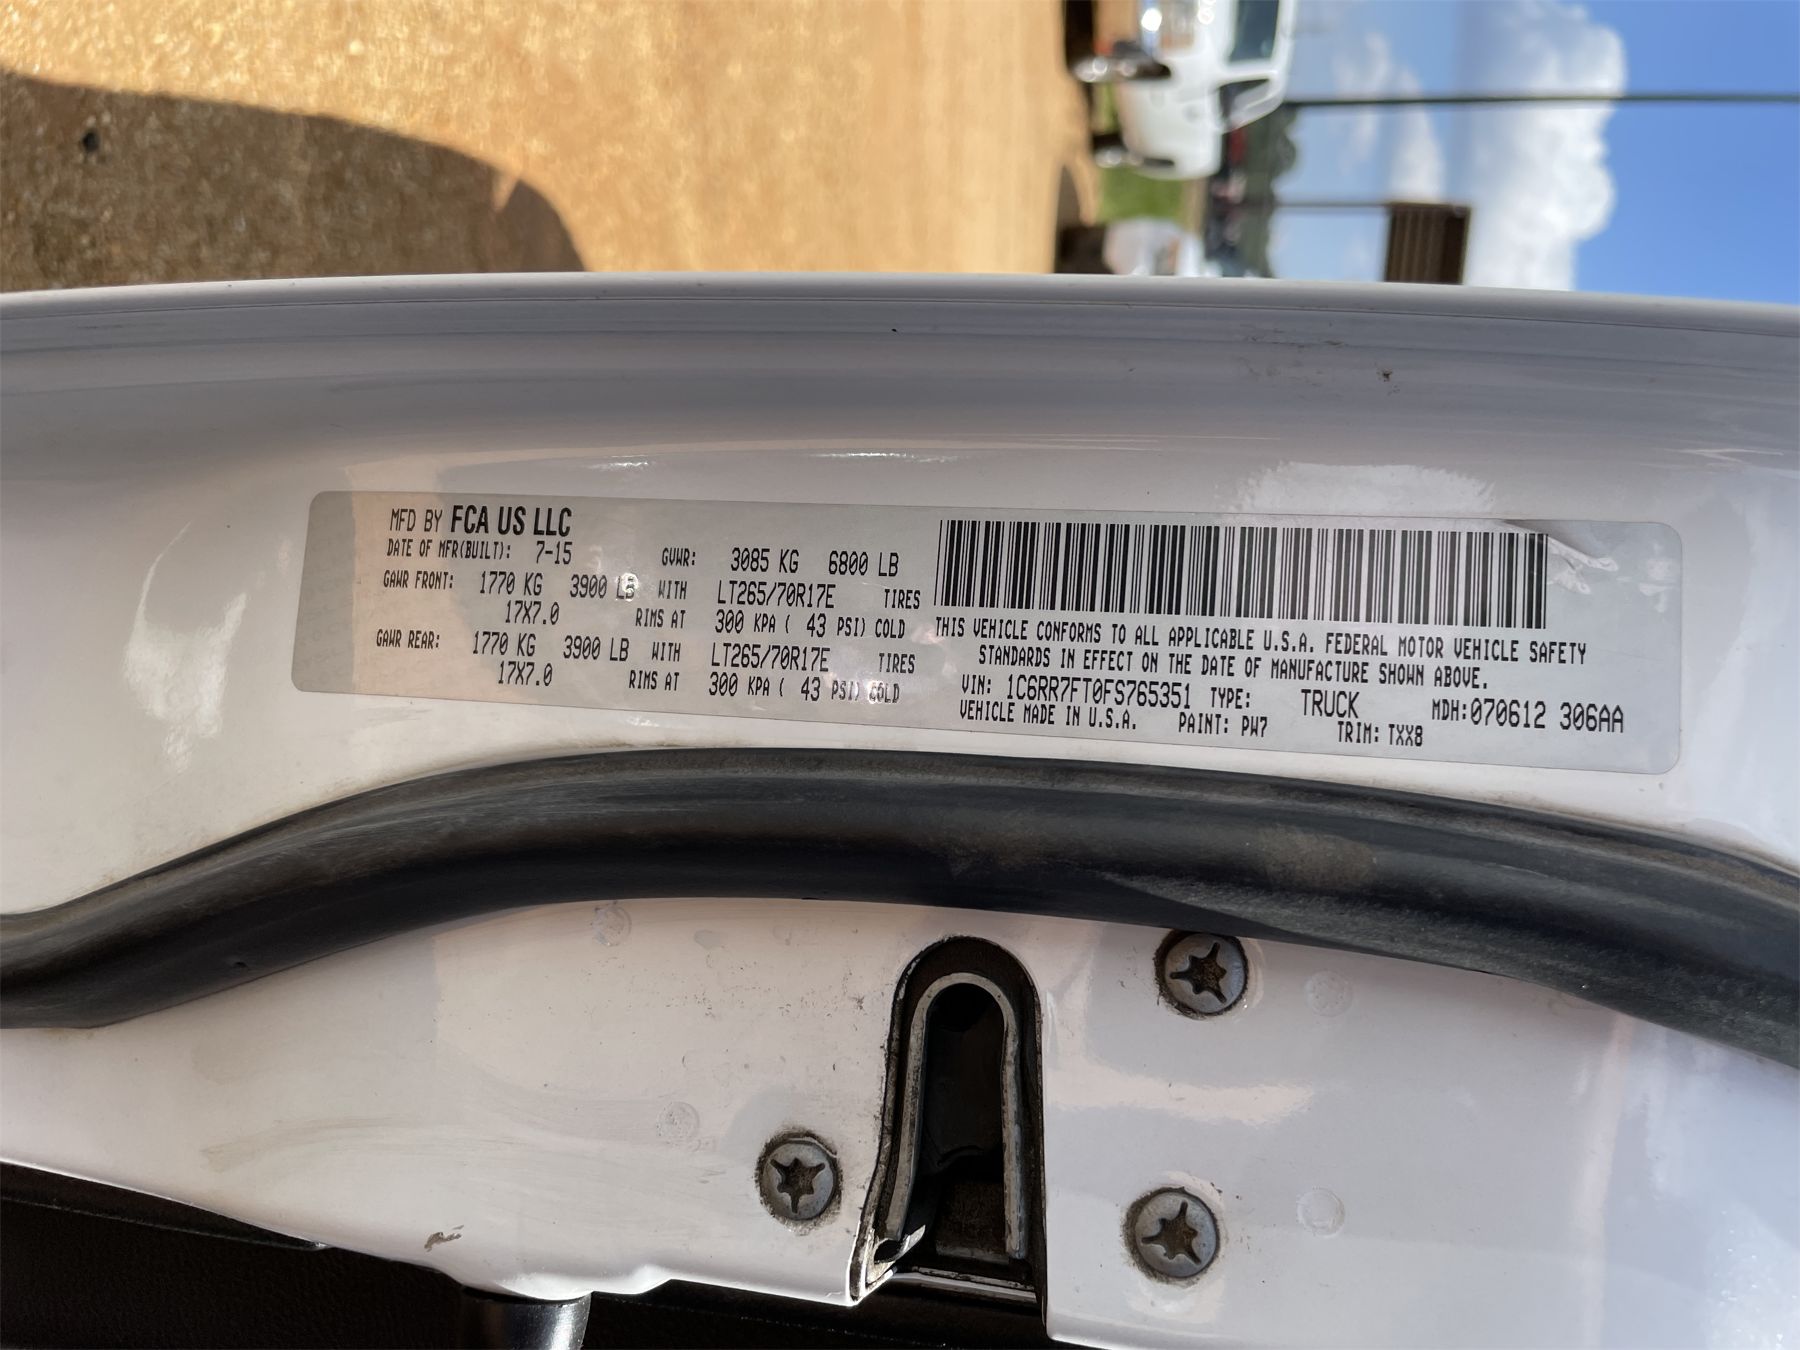 MFD BY FCA US LLC
DATE OF MFR(BUILT): 7-15 GVWR: 3085 KG 6800 LB
GAWR FRONT: 1770 KG 3900 LB WITH LT265/70R17E TIRES
17X7.0 RIMS AT 300 KPA ( 43 PSI) COLD
GAWR REAR: 1770 KG 3900 LB WITH LT265/70R17E TIRES
17X7.0 RIMS AT 300 KPA ( 43 PSI) COLD
THIS VEHICLE CONFORMS TO ALL APPLICABLE U.S.A. FEDERAL MOTOR VEHICLE SAFETY
STANDARDS IN EFFECT ON THE DATE OF MANUFACTURE SHOWN ABOVE.
VIN: 1C6RR7FT0FS765351 TYPE: TRUCK MDH:070612 306AA
VEHICLE MADE IN U.S.A. PAINT: PW7 TRIM: TXX8